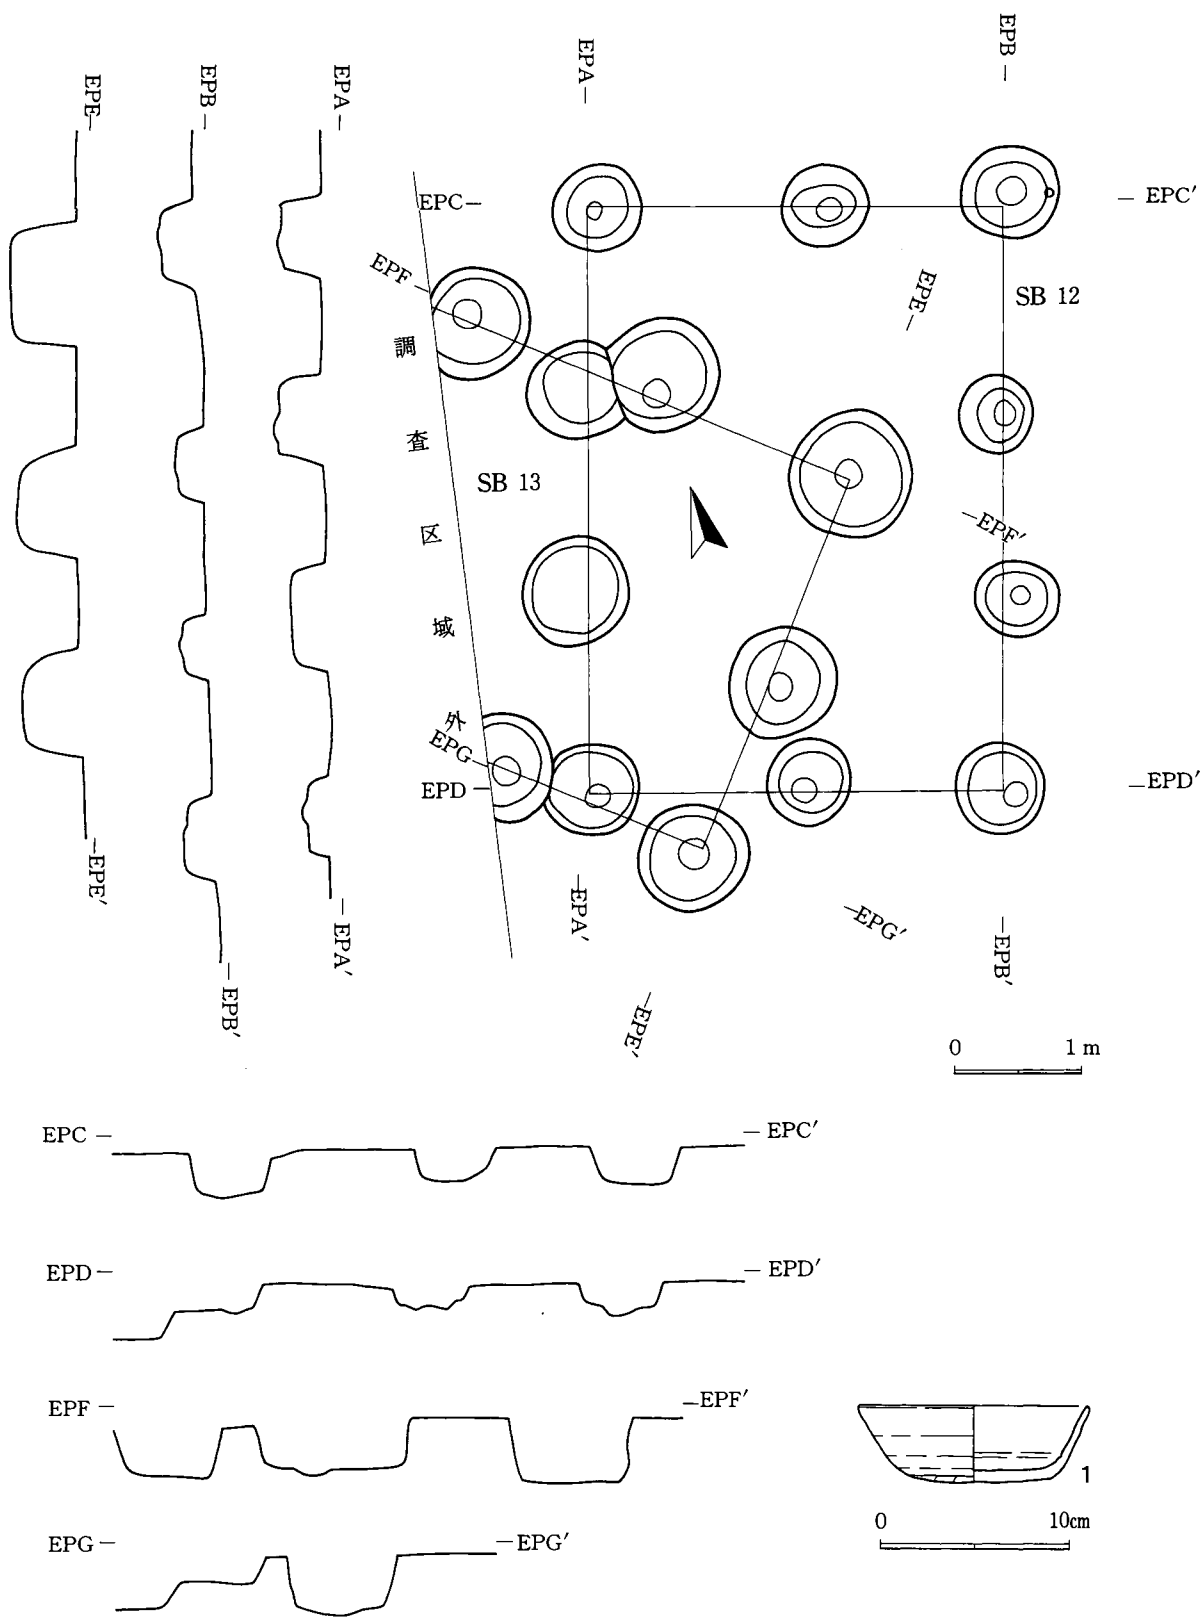 EPE
EPB
EPA
EPA
EPB
EPC
EPC′
EPF
EPE
SB 12
調査区域外
SB 13
EPF′
EPG
EPD
EPD′
EPE′
EPA′
EPB′
EPA′
EPG′
EPB′
EPE′
0 1 m
EPC
EPC′
EPD
EPD′
EPF
EPF′
1
0 10cm
EPG
EPG′